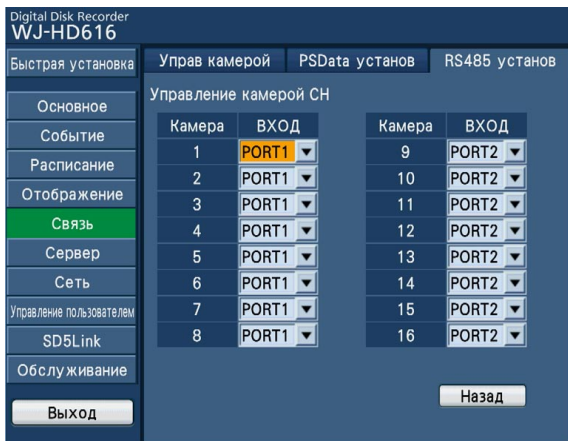 Digital Disk Recorder
WJ-HD616
Быстрая установка
Основное
Событие
Расписание
Отображение
Связь
Сервер
Сеть
Управление пользователем
SD5Link
Обслуживание
Выход
Управ камерой PSData установ RS485 установ
Управление камерой CH
Камера ВХОД Камера ВХОД
1 PORT1 9 PORT2
2 PORT1 10 PORT2
3 PORT1 11 PORT2
4 PORT1 12 PORT2
5 PORT1 13 PORT2
6 PORT1 14 PORT2
7 PORT1 15 PORT2
8 PORT1 16 PORT2
Назад